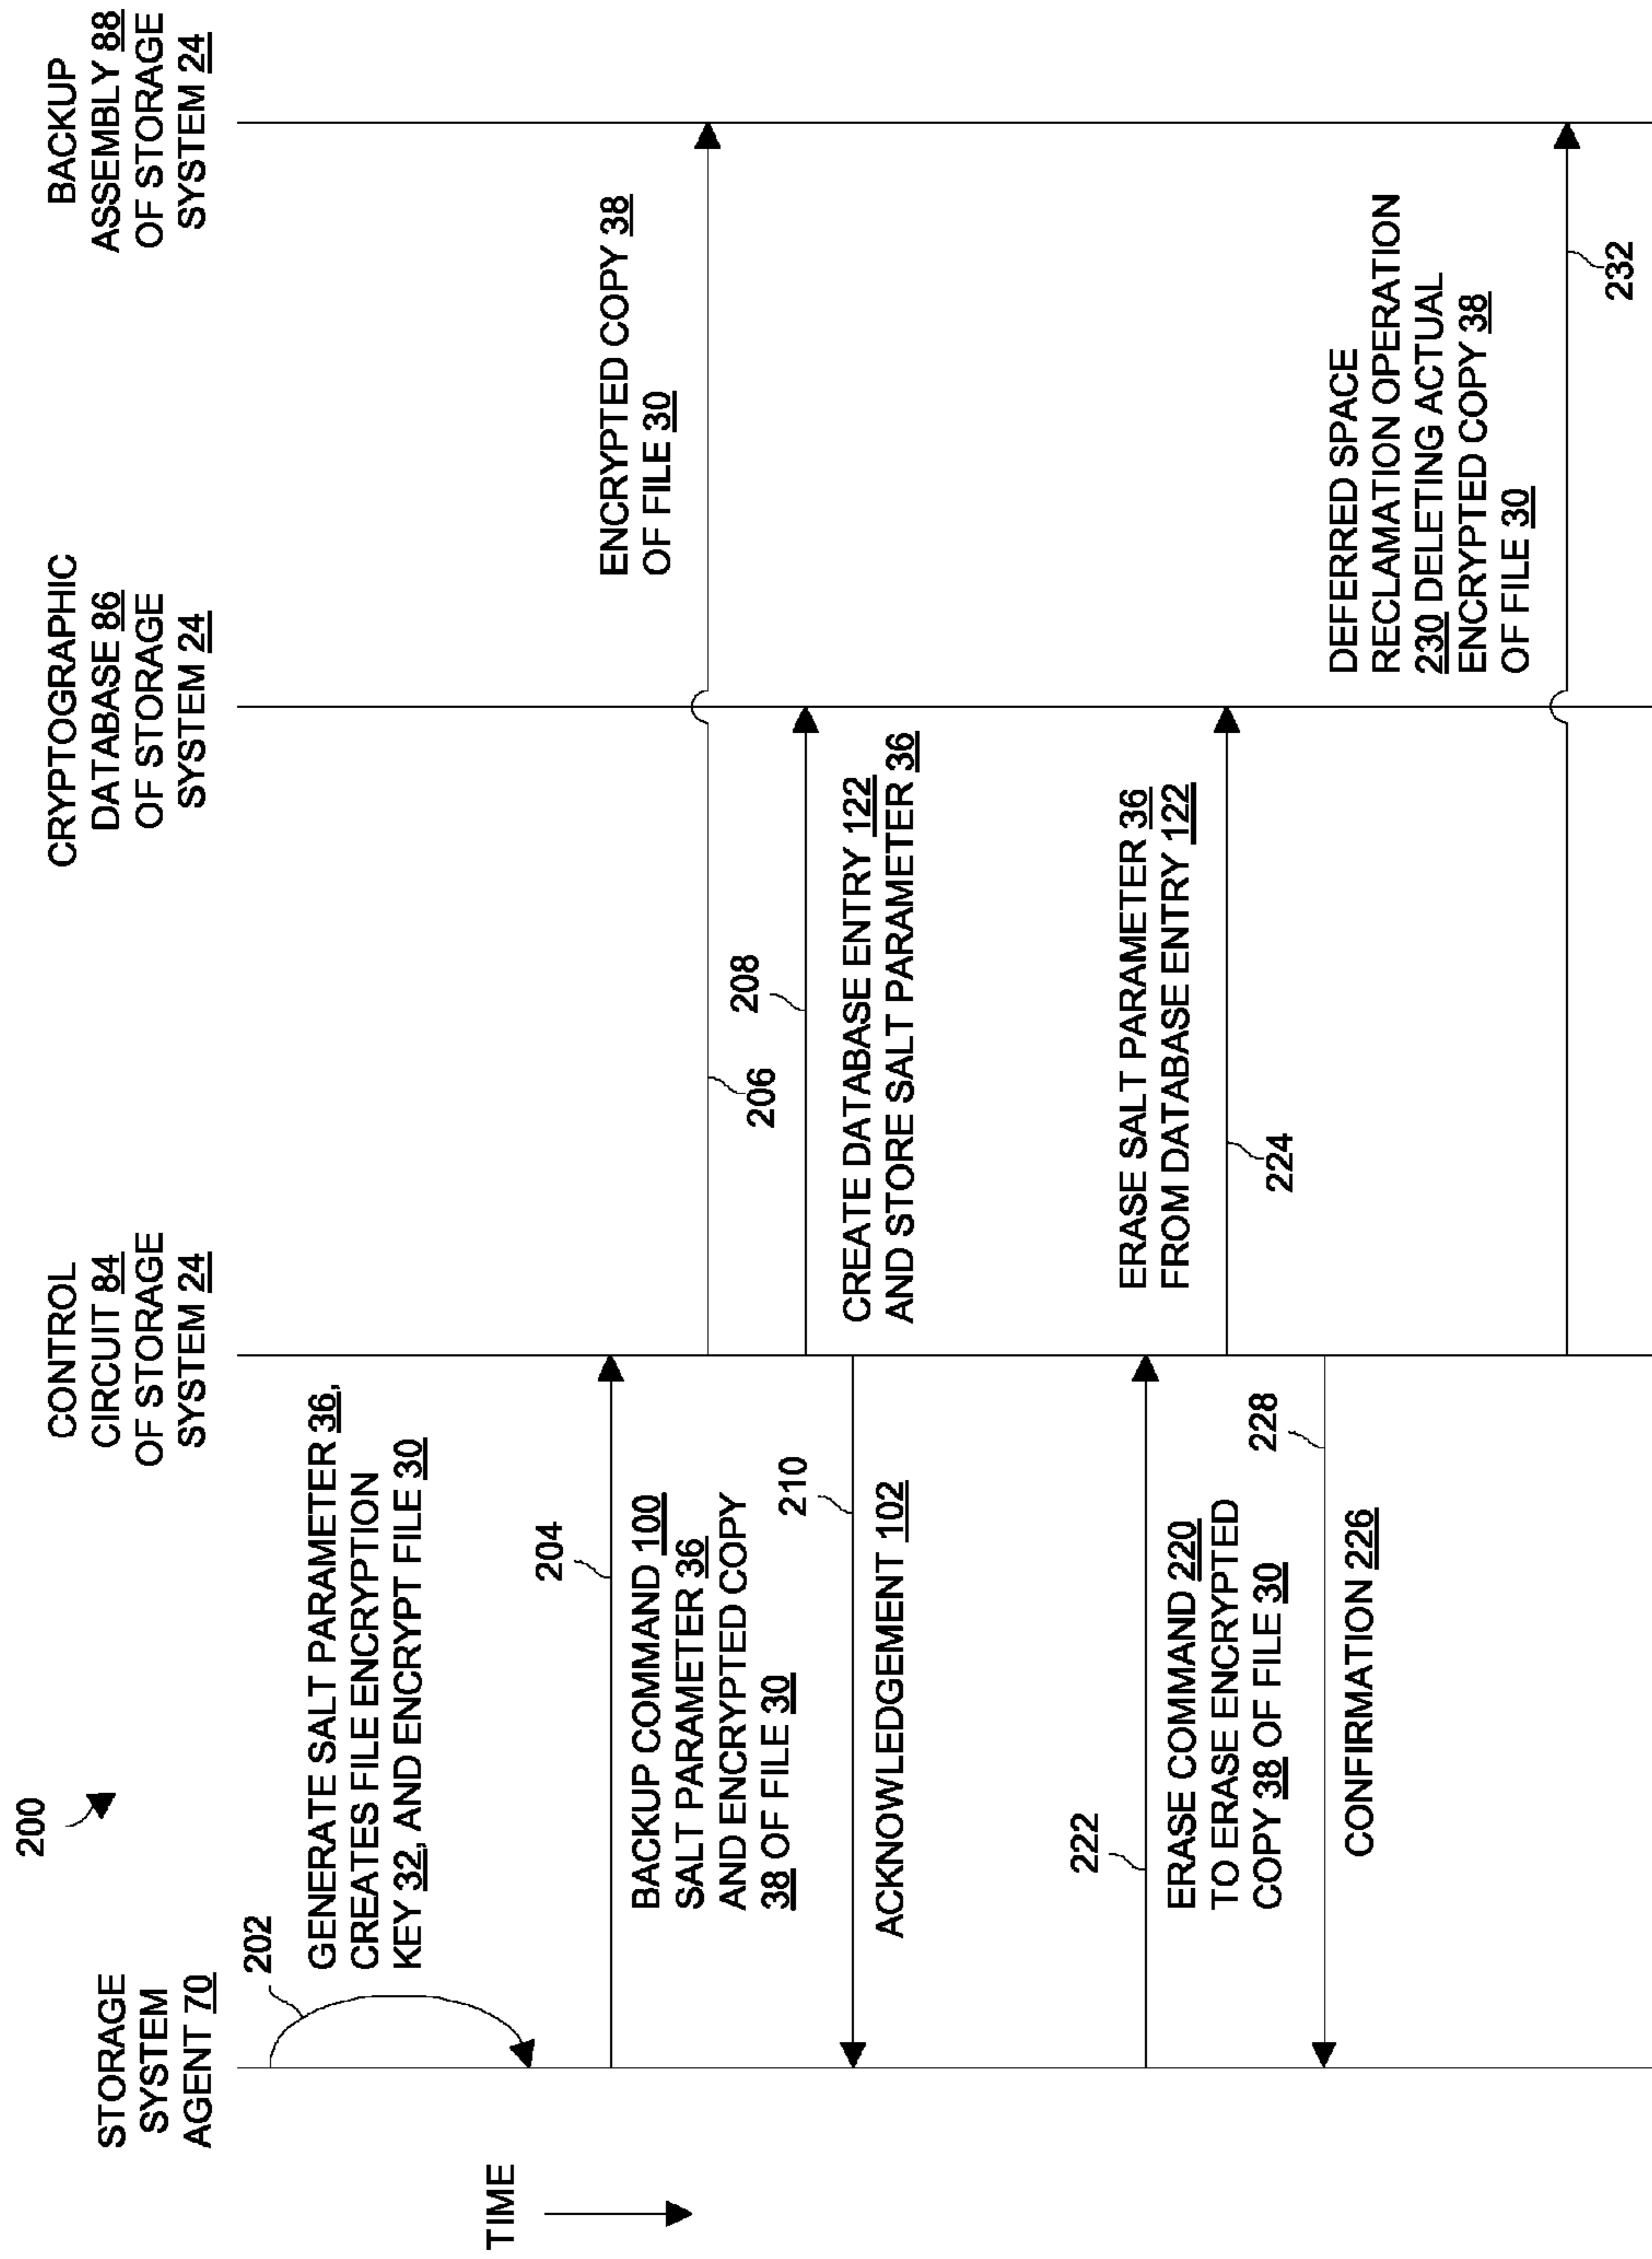 200
STORAGE
SYSTEM
AGENT 70
CONTROL
CIRCUIT 84
OF STORAGE
SYSTEM 24
CRYPTOGRAPHIC
DATABASE 86
OF STORAGE
SYSTEM 24
BACKUP
ASSEMBLY 88
OF STORAGE
SYSTEM 24
TIME
202
GENERATE SALT PARAMETER 36,
CREATES FILE ENCRYPTION
KEY 32, AND ENCRYPT FILE 30
204
BACKUP COMMAND 100
SALT PARAMETER 36
AND ENCRYPTED COPY
38 OF FILE 30
ENCRYPTED COPY 38
OF FILE 30
206
208
CREATE DATABASE ENTRY 122
AND STORE SALT PARAMETER 36
210
ACKNOWLEDGEMENT 102
222
ERASE COMMAND 220
TO ERASE ENCRYPTED
COPY 38 OF FILE 30
ERASE SALT PARAMETER 36
FROM DATABASE ENTRY 122
224
228
CONFIRMATION 226
DEFERRED SPACE
RECLAMATION OPERATION
230 DELETING ACTUAL
ENCRYPTED COPY 38
OF FILE 30
232